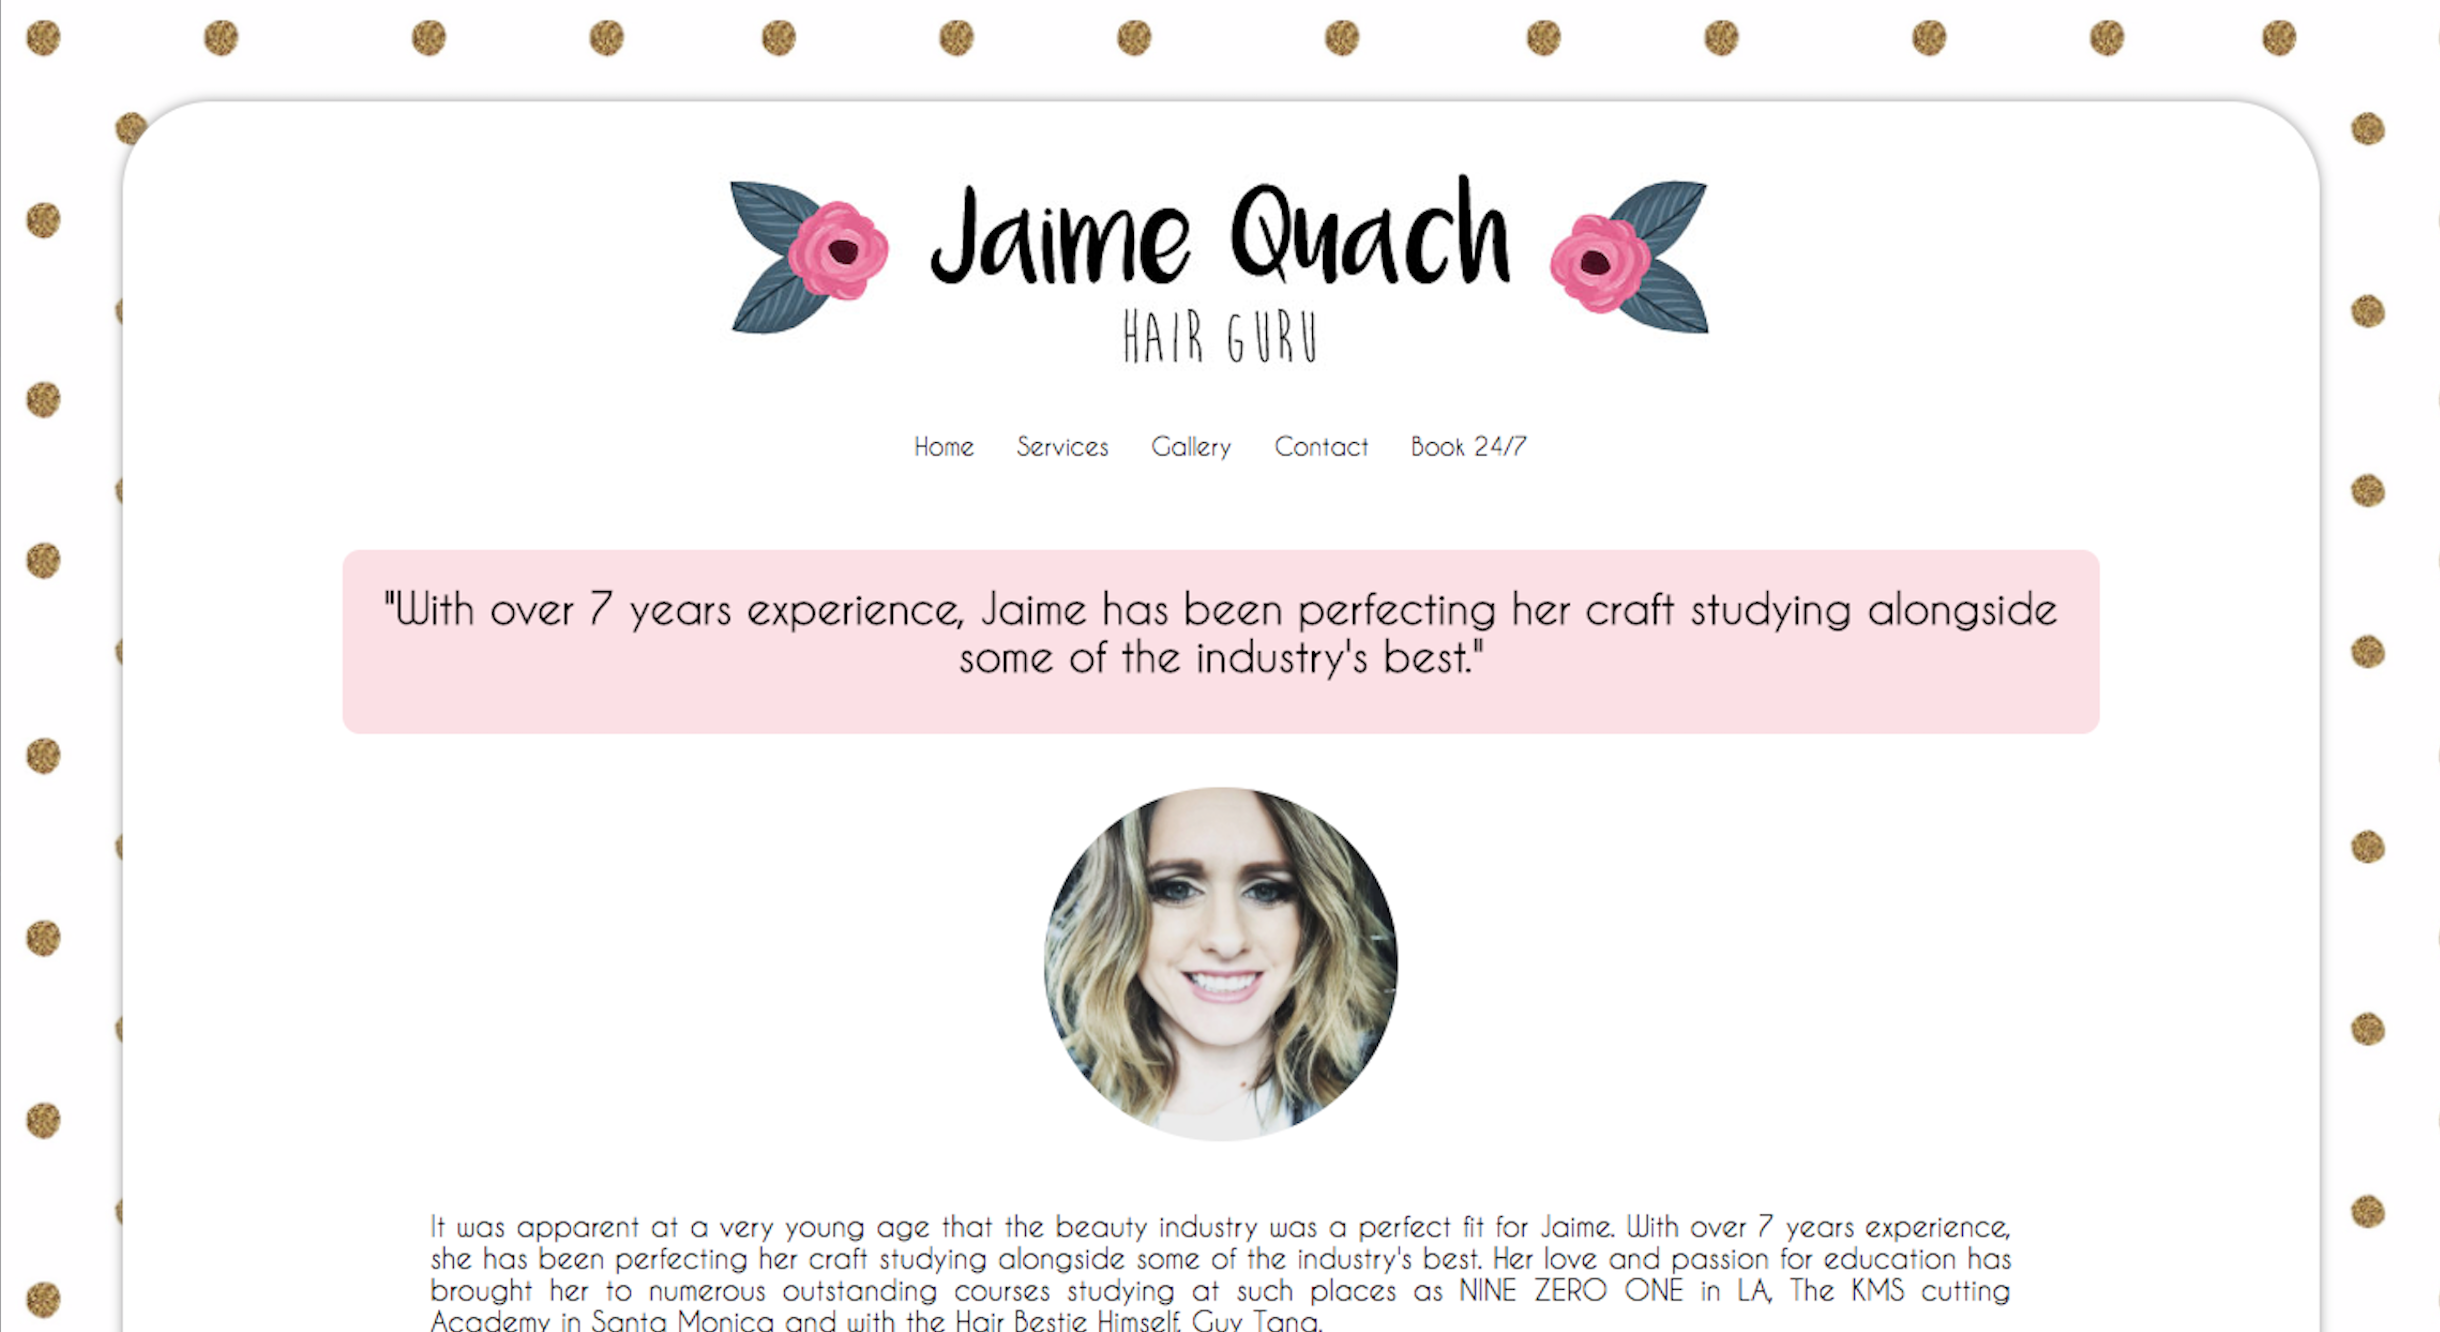 Jaime Quach
HAIR GURU
Home Services Gallery Contact Book 24/7
"With over 7 years experience, Jaime has been perfecting her craft studying alongside
some of the industry's best."
It was apparent at a very young age that the beauty industry was a perfect fit for Jaime. With over 7 years experience,
she has been perfecting her craft studying alongside some of the industry's best. Her love and passion for education has
brought her to numerous outstanding courses studying at such places as NINE ZERO ONE in LA, The KMS cutting
Academy in Santa Monica and with the Hair Bestie Himself, Guy Tang.